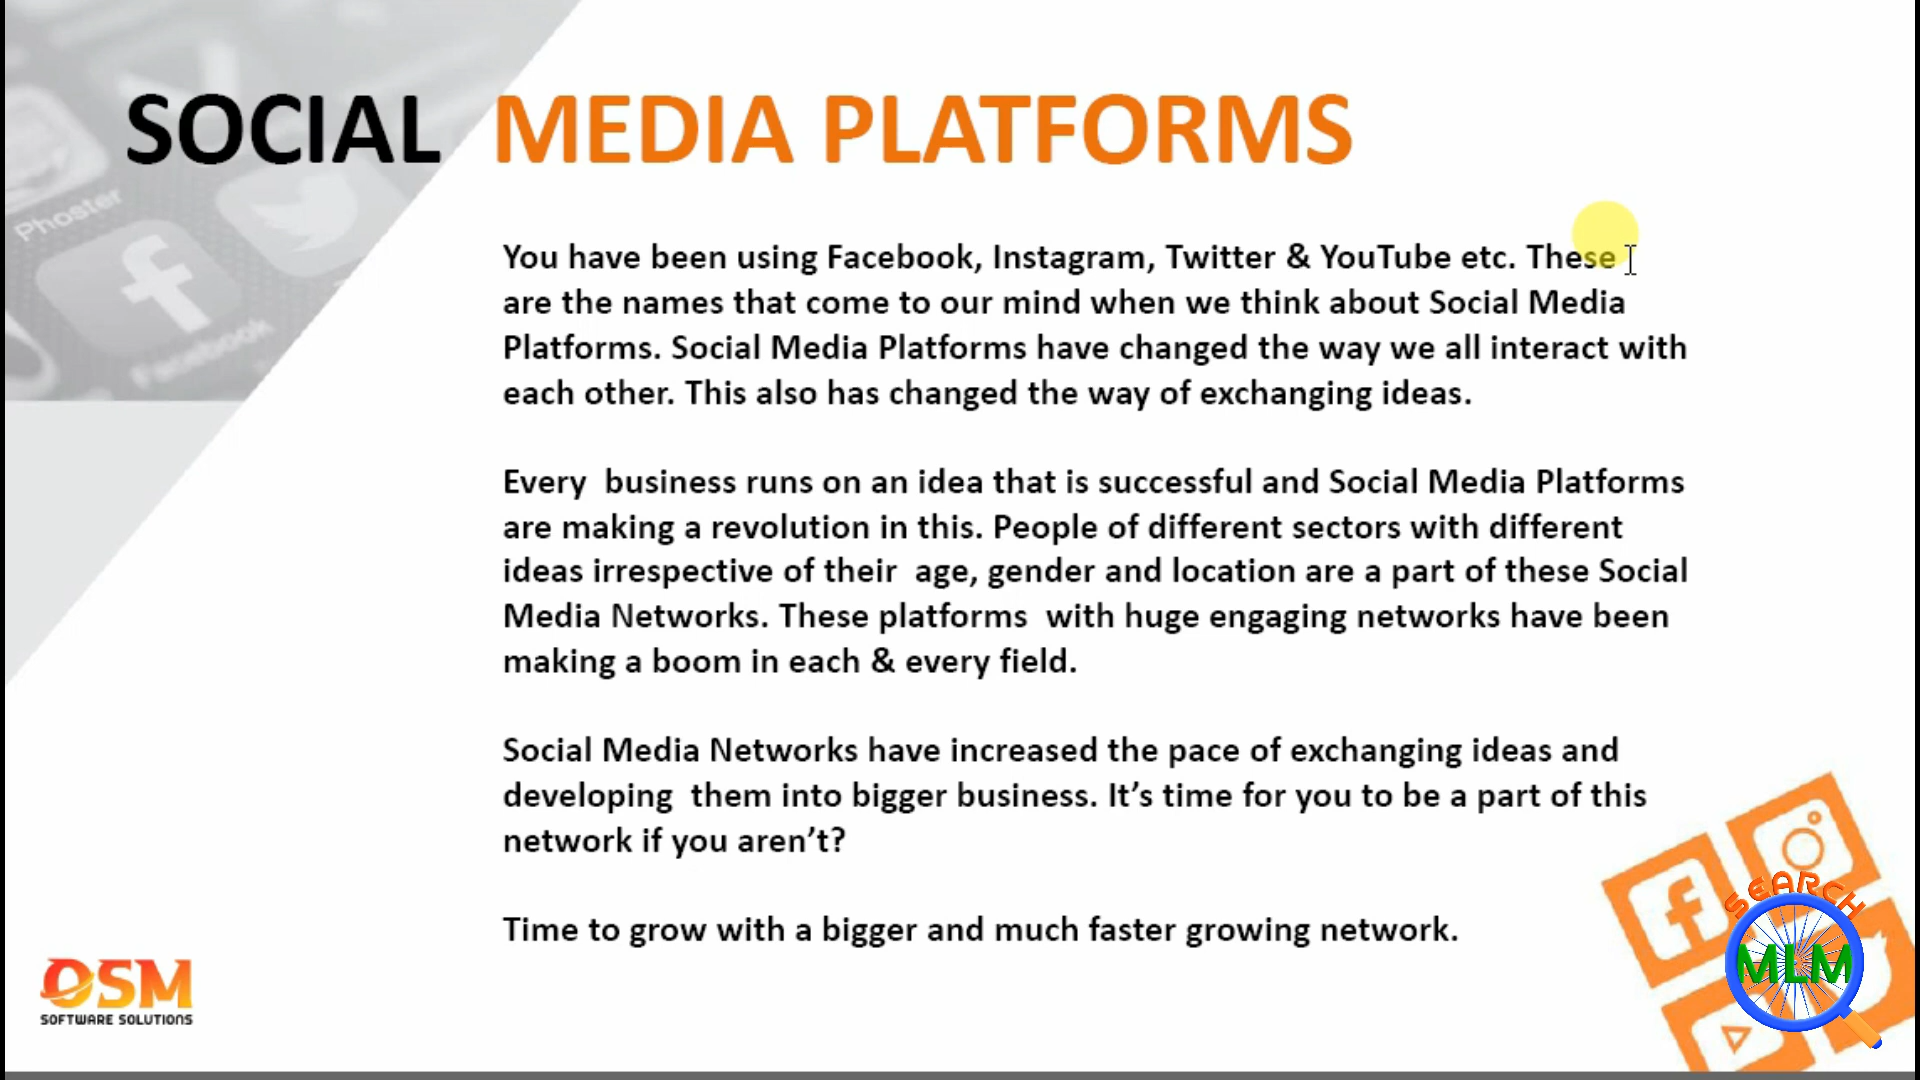 SOCIAL MEDIA PLATFORMS
Phoster
Facebook
You have been using Facebook, Instagram, Twitter & YouTube etc. These
are the names that come to our mind when we think about Social Media
Platforms. Social Media Platforms have changed the way we all interact with
each other. This also has changed the way of exchanging ideas.
Every business runs on an idea that is successful and Social Media Platforms
are making a revolution in this. People of different sectors with different
ideas irrespective of their age, gender and location are a part of these Social
Media Networks. These platforms with huge engaging networks have been
making a boom in each & every field.
Social Media Networks have increased the pace of exchanging ideas and
developing them into bigger business. It’s time for you to be a part of this
network if you aren’t?
Time to grow with a bigger and much faster growing network.
OSM
SOFTWARE SOLUTIONS
SEARCH
MLM